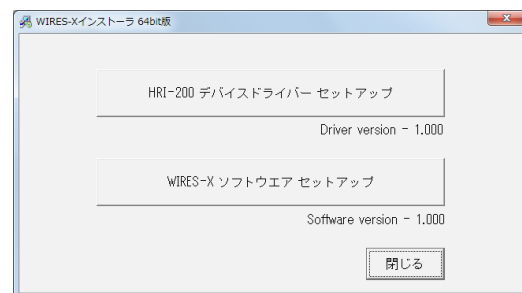 WIRES-Xインストーラ 64bit版
HRI-200 デバイスドライバー セットアップ
Driver version - 1.000
WIRES-X ソフトウエア セットアップ
Software version - 1.000
閉じる